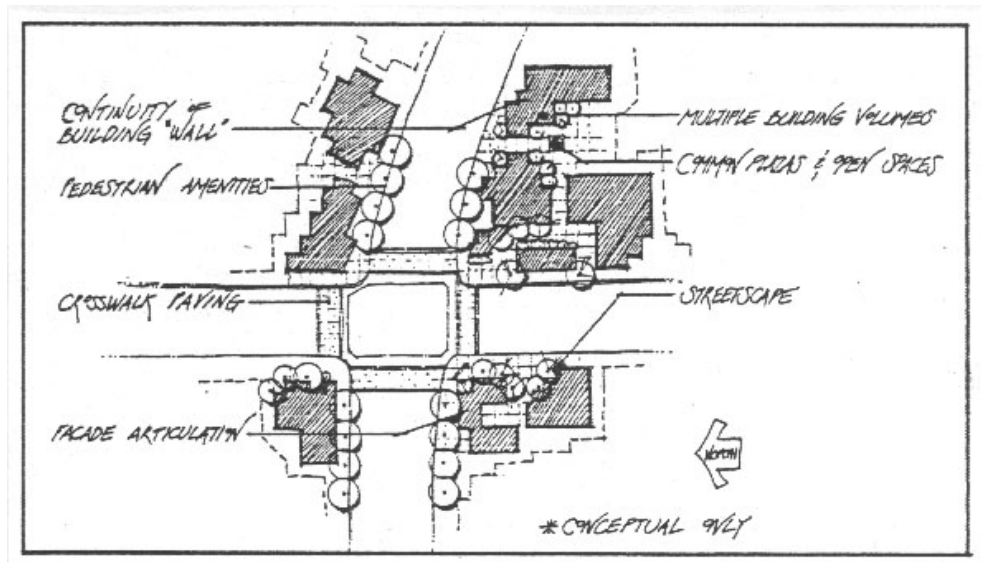 CONTINUITY OF
BUILDING "WALL"
PEDESTRIAN AMENITIES
CROSSWALK PAVING
FACADE ARTICULATION
MULTIPLE BUILDING VOLUMES
COMMON PLAZAS & OPEN SPACES
STREETSCAPE
NORTH
*CONCEPTUAL ONLY